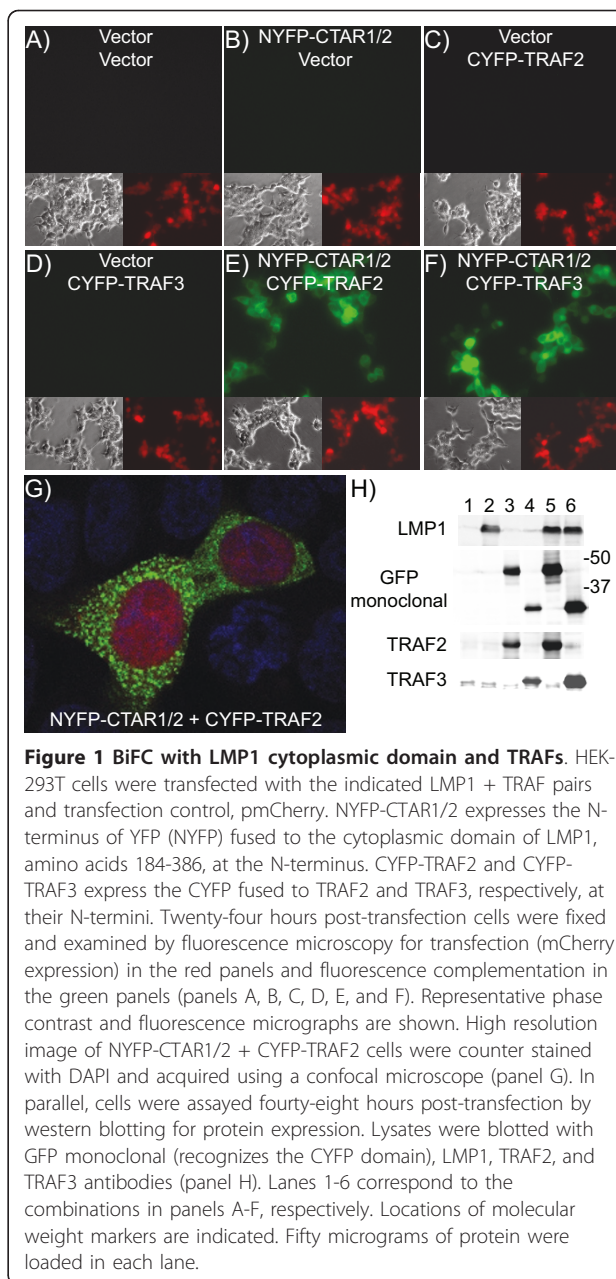 A) Vector
Vector
B) NYFP-CTAR1/2
Vector
C) Vector
CYFP-TRAF2
D) Vector
CYFP-TRAF3
E) NYFP-CTAR1/2
CYFP-TRAF2
F) NYFP-CTAR1/2
CYFP-TRAF3
G)
NYFP-CTAR1/2 + CYFP-TRAF2
H)
1 2 3 4 5 6
LMP1
-50
GFP
monoclonal
-37
TRAF2
TRAF3
Figure 1 BiFC with LMP1 cytoplasmic domain and TRAFs. HEK-
293T cells were transfected with the indicated LMP1 + TRAF pairs
and transfection control, pmCherry. NYFP-CTAR1/2 expresses the N-
terminus of YFP (NYFP) fused to the cytoplasmic domain of LMP1,
amino acids 184-386, at the N-terminus. CYFP-TRAF2 and CYFP-
TRAF3 express the CYFP fused to TRAF2 and TRAF3, respectively, at
their N-termini. Twenty-four hours post-transfection cells were fixed
and examined by fluorescence microscopy for transfection (mCherry
expression) in the red panels and fluorescence complementation in
the green panels (panels A, B, C, D, E, and F). Representative phase
contrast and fluorescence micrographs are shown. High resolution
image of NYFP-CTAR1/2 + CYFP-TRAF2 cells were counter stained
with DAPI and acquired using a confocal microscope (panel G). In
parallel, cells were assayed fourty-eight hours post-transfection by
western blotting for protein expression. Lysates were blotted with
GFP monoclonal (recognizes the CYFP domain), LMP1, TRAF2, and
TRAF3 antibodies (panel H). Lanes 1-6 correspond to the
combinations in panels A-F, respectively. Locations of molecular
weight markers are indicated. Fifty micrograms of protein were
loaded in each lane.